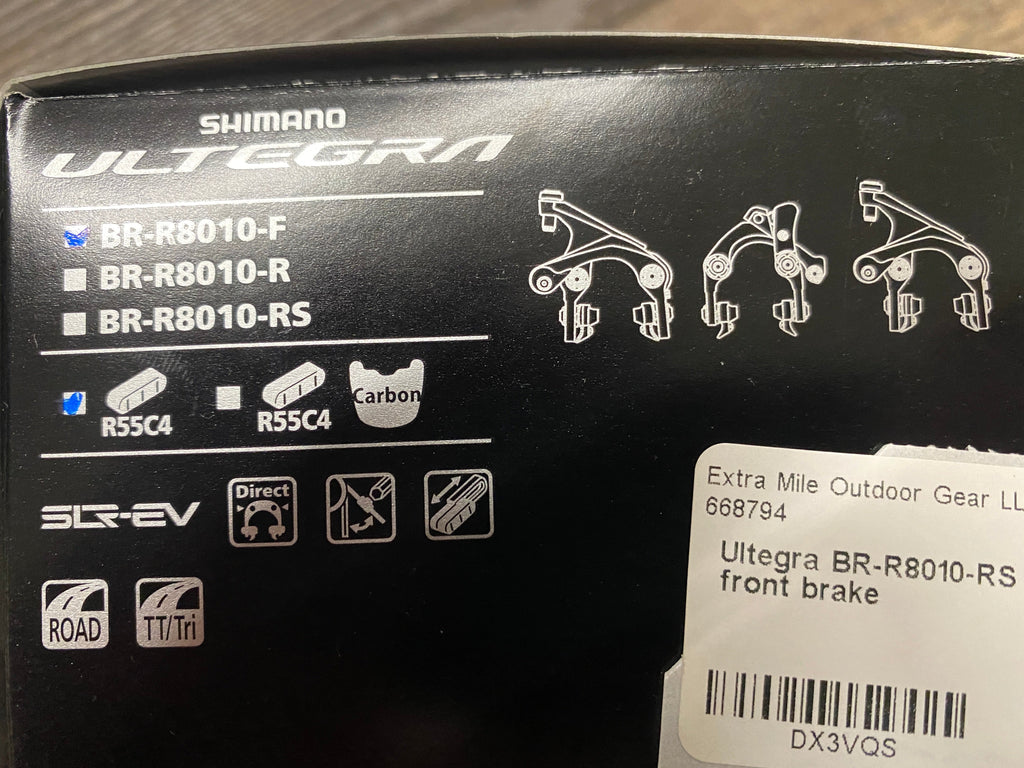 SHIMANO
ULTEGRA
BR-R8010-F
BR-R8010-R
BR-R8010-RS
R55C4
R55C4
Carbon
SLR-EV
Direct
ROAD
TT/Tri
Extra Mile Outdoor Gear LL
668794
Ultegra BR-R8010-RS
front brake
DX3VQS